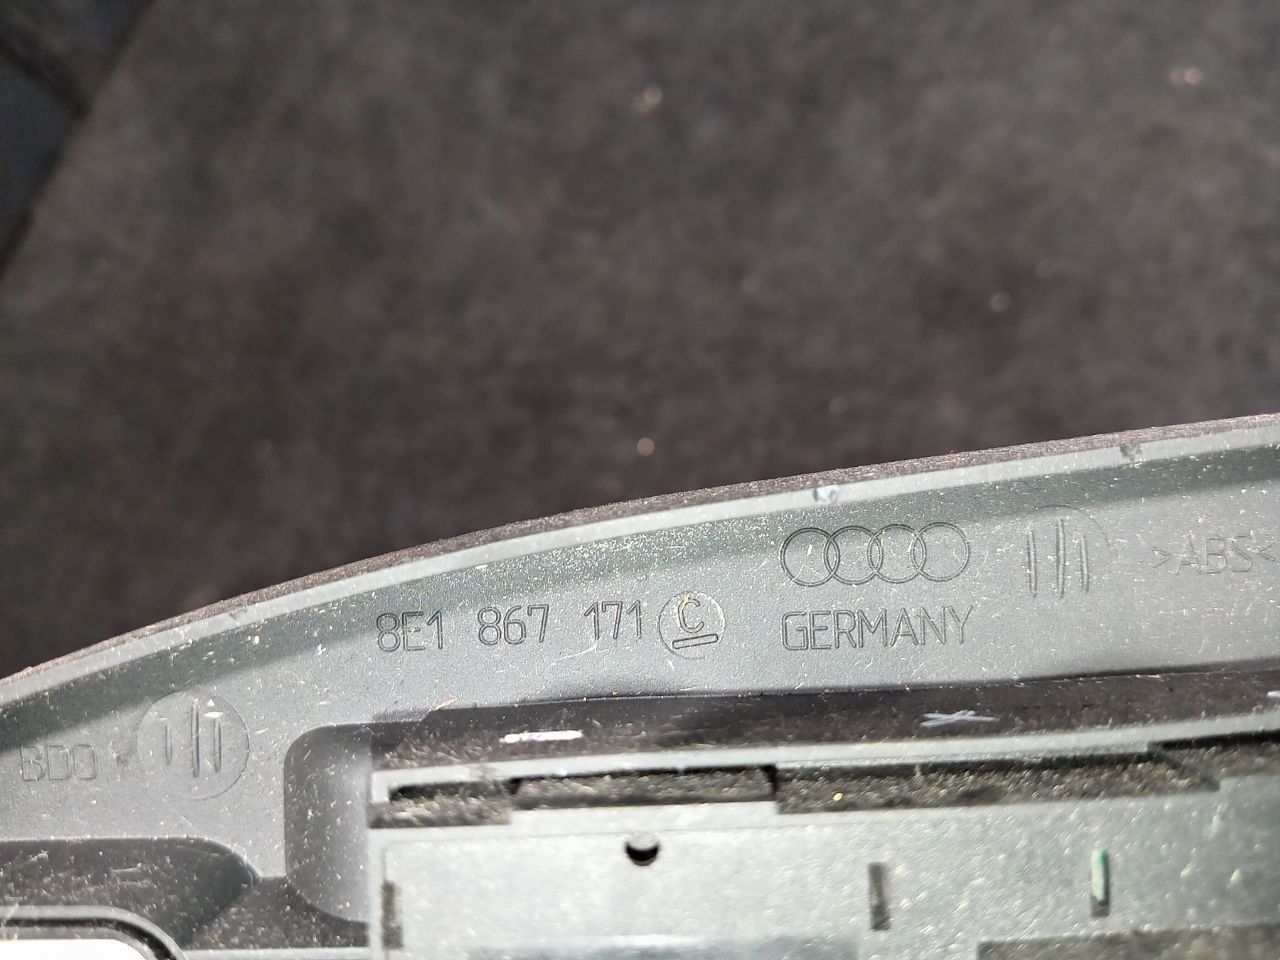 8E1 867 171 C
GERMANY
>ABS<
BDO